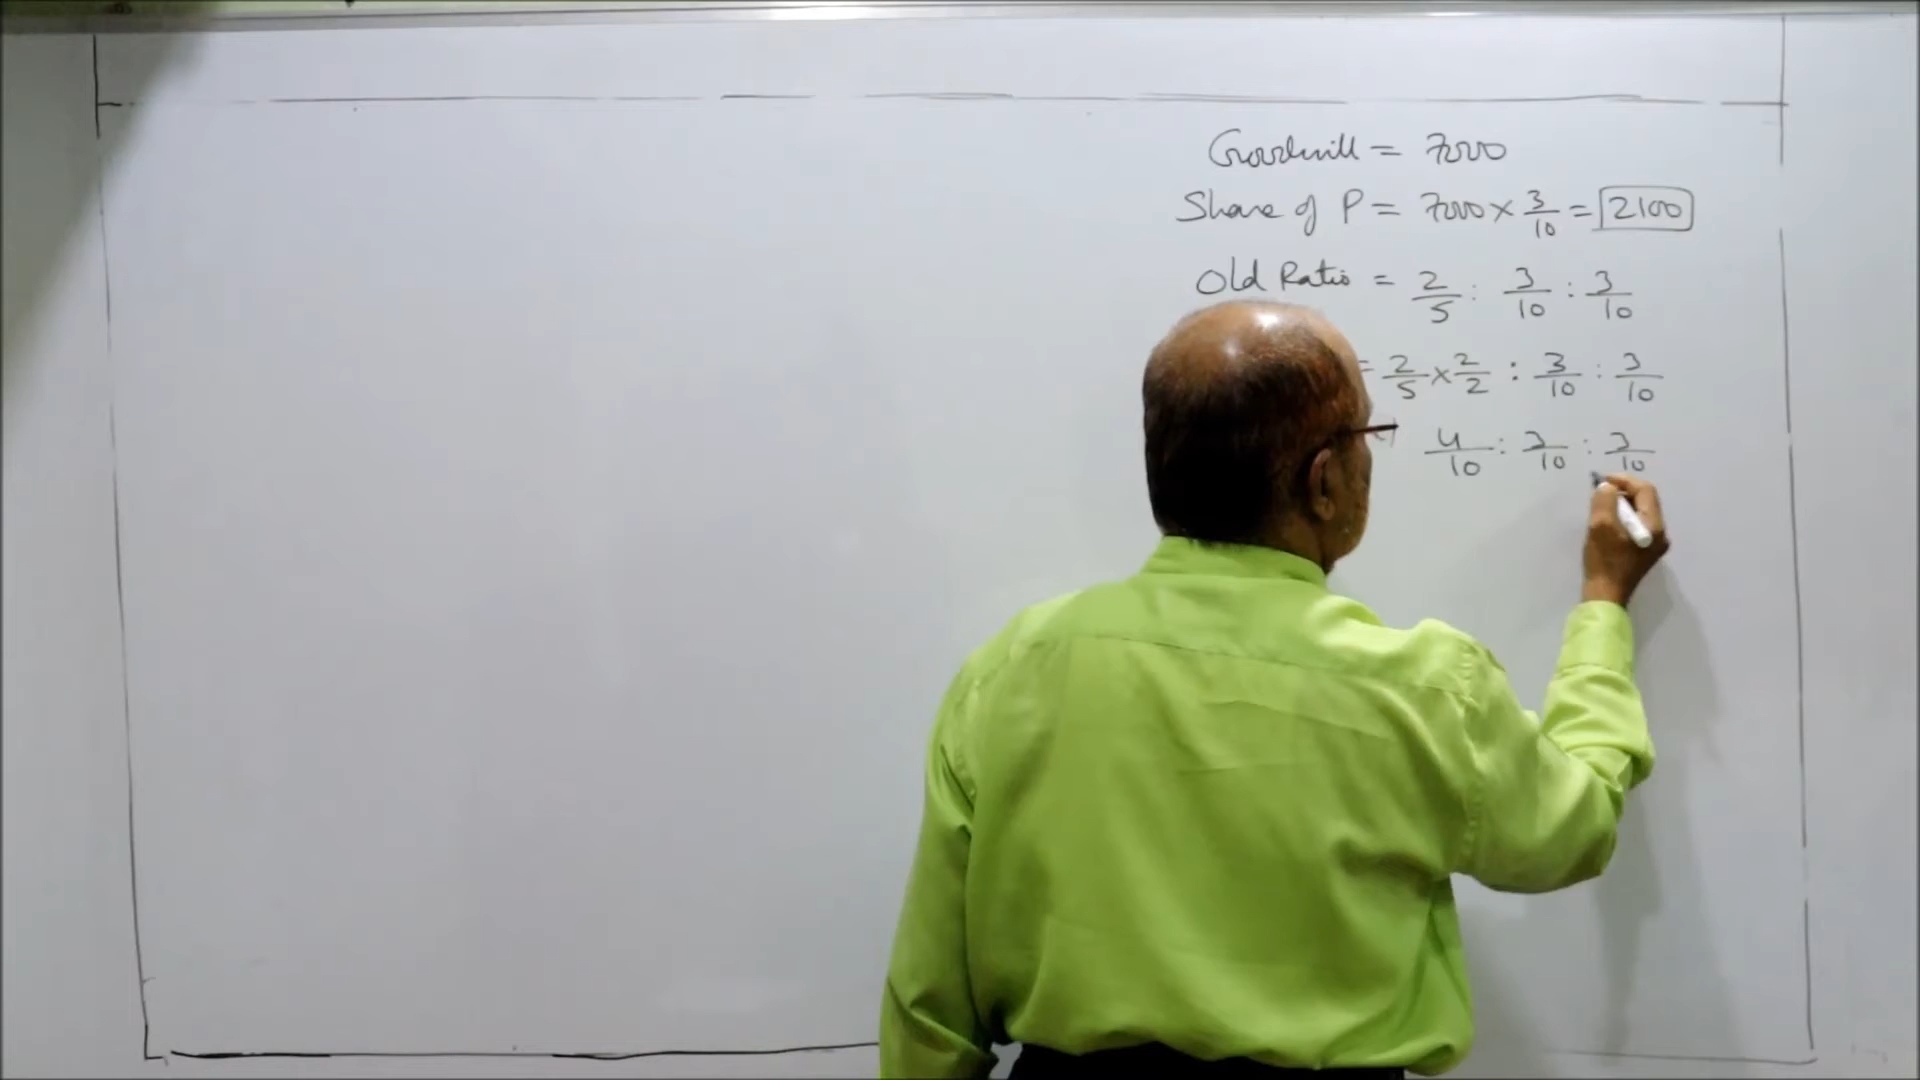 Goodwill = 7000
Share of P = 7000 × 3/10 = 2100
Old Ratio = 2/5 : 3/10 : 3/10
= 2/5 × 2/2 : 3/10 : 3/10
4/10 : 3/10 : 3/10